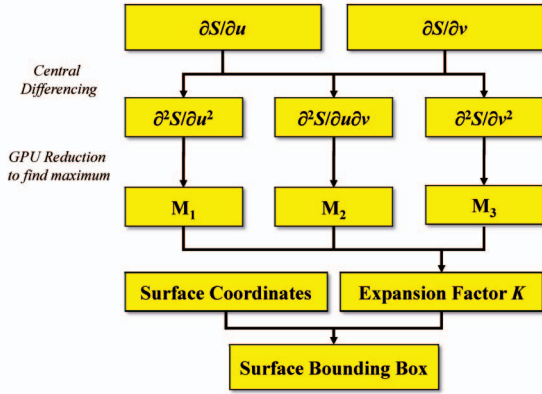 ∂S/∂u
∂S/∂v
Central
Differencing
∂²S/∂u²
∂²S/∂u∂v
∂²S/∂v²
GPU Reduction
to find maximum
M₁
M₂
M₃
Surface Coordinates
Expansion Factor K
Surface Bounding Box